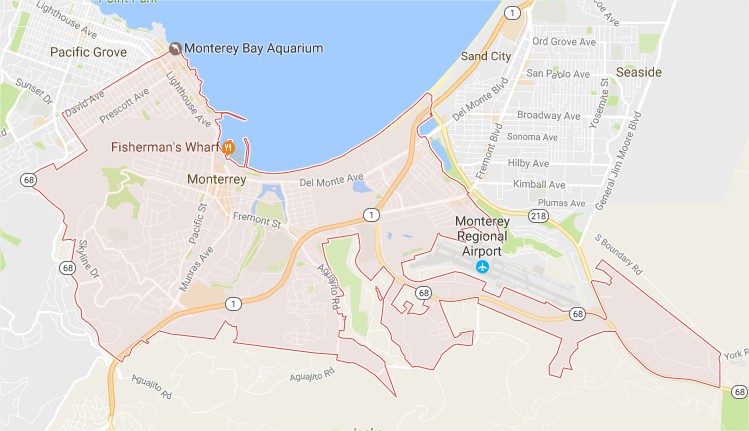 Point Park
1
coe Ave
Pacific Grove
Monterey Bay Aquarium
Ord Grove Ave
Sand City
San Pablo Ave
Seaside
Sunset Dr
David Ave
Lighthouse Ave
Prescott Ave
Lighthouse Ave
Del Monte Blvd
Yosemite St
Broadway Ave
Sonoma Ave
Fishermans's Wharf
Fremont Blvd
Hilby Ave
General Jim Moore Blvd
68
Monterrey
Del Monte Ave
Kimball Ave
Plumas Ave
Pacific St
Fremont St
1
218
Monterey
Regional
Airport
S Boundary Rd
Skyline Dr
Munras Ave
68
Aguajito Rd
68
1
68
York R
Aguajito Rd
Aguajito Rd
68